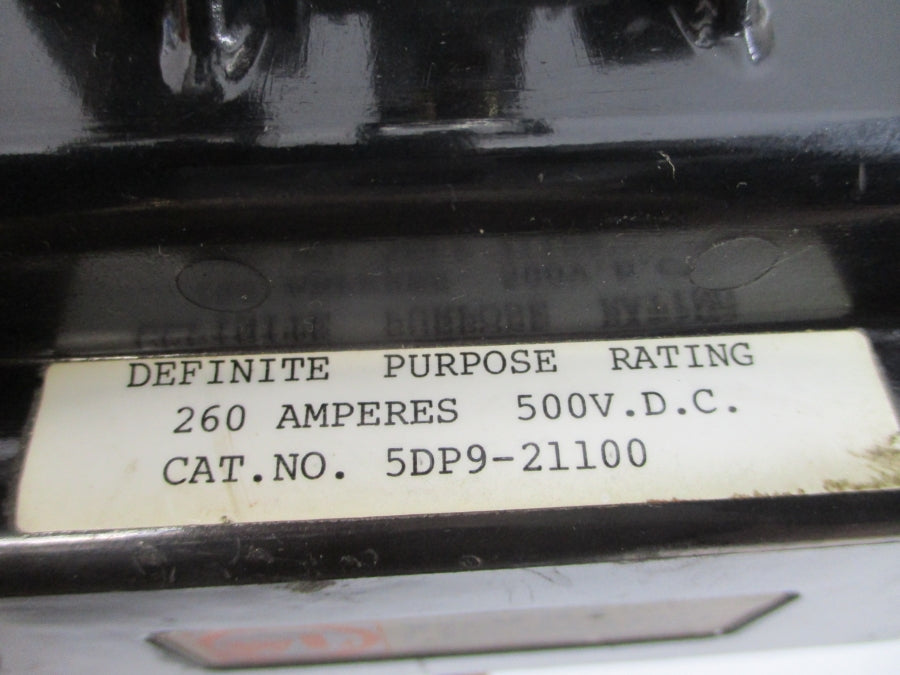 DEFINITE PURPOSE RATING
260 AMPERES 500V.D.C.
CAT.NO. 5DP9-21100